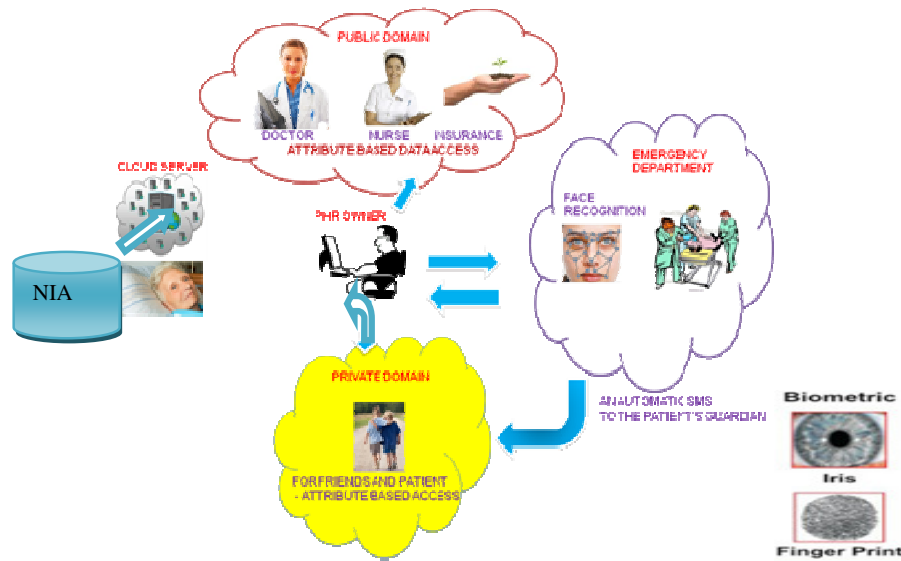 PUBLIC DOMAIN
DOCTOR NURSE INSURANCE
ATTRIBUTE BASED DATA ACCESS
CLOUD SERVER
NIA
PHR OWNER
EMERGENCY
DEPARTMENT
FACE
RECOGNITION
PRIVATE DOMAIN
FOR FRIENDS AND PATIENT
- ATTRIBUTE BASED ACCESS
AN AUTOMATIC SMS
TO THE PATIENT'S GUARDIAN
Biometric
Iris
Finger Print